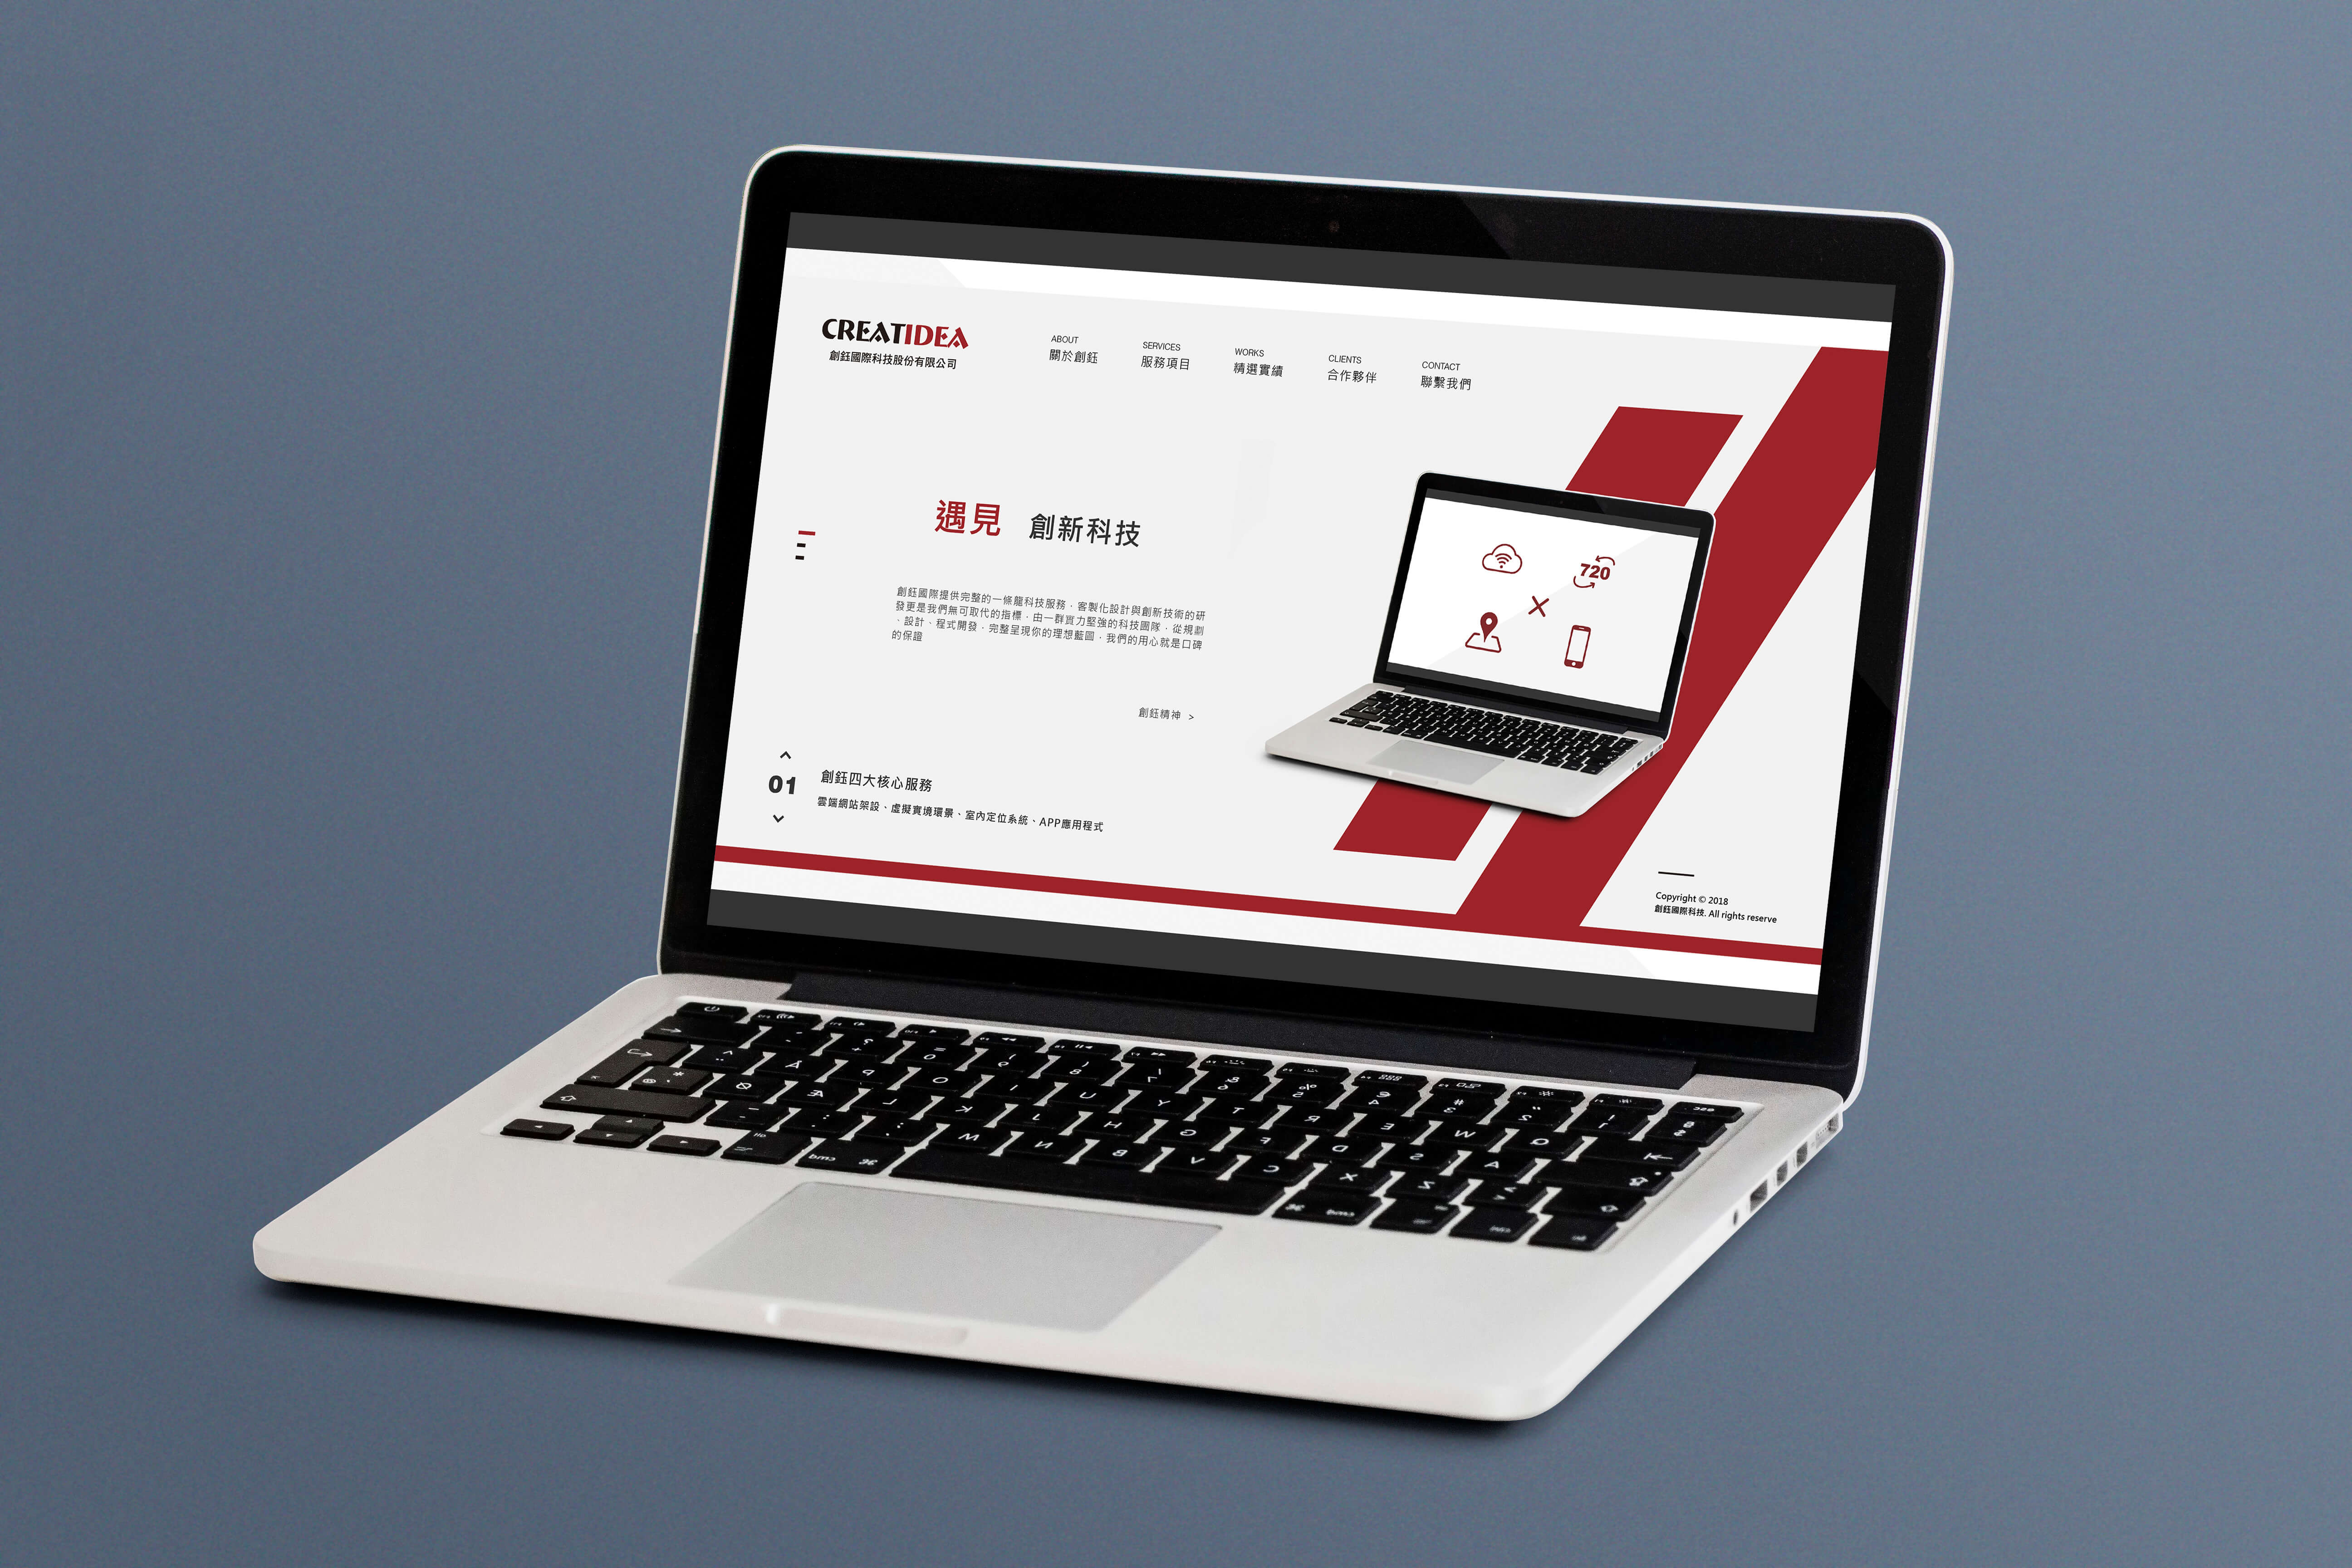 CREATIDEA
創鈺國際科技股份有限公司
ABOUT
關於創鈺
SERVICES
服務項目
WORKS
精選實績
CLIENTS
合作夥伴
CONTACT
聯繫我們
遇見 創新科技
創鈺國際提供完整的一條龍科技服務，客製化設計與創新技術的研
發更是我們無可取代的指標，由一群實力堅強的科技團隊，從規劃
、設計、程式開發，完整呈現你的理想藍圖，我們的用心就是口碑
的保證
創鈺精神 >
720
01
創鈺四大核心服務
雲端網站架設、虛擬實境環景、室內定位系統、APP應用程式
Copyright © 2018
創鈺國際科技. All rights reserve